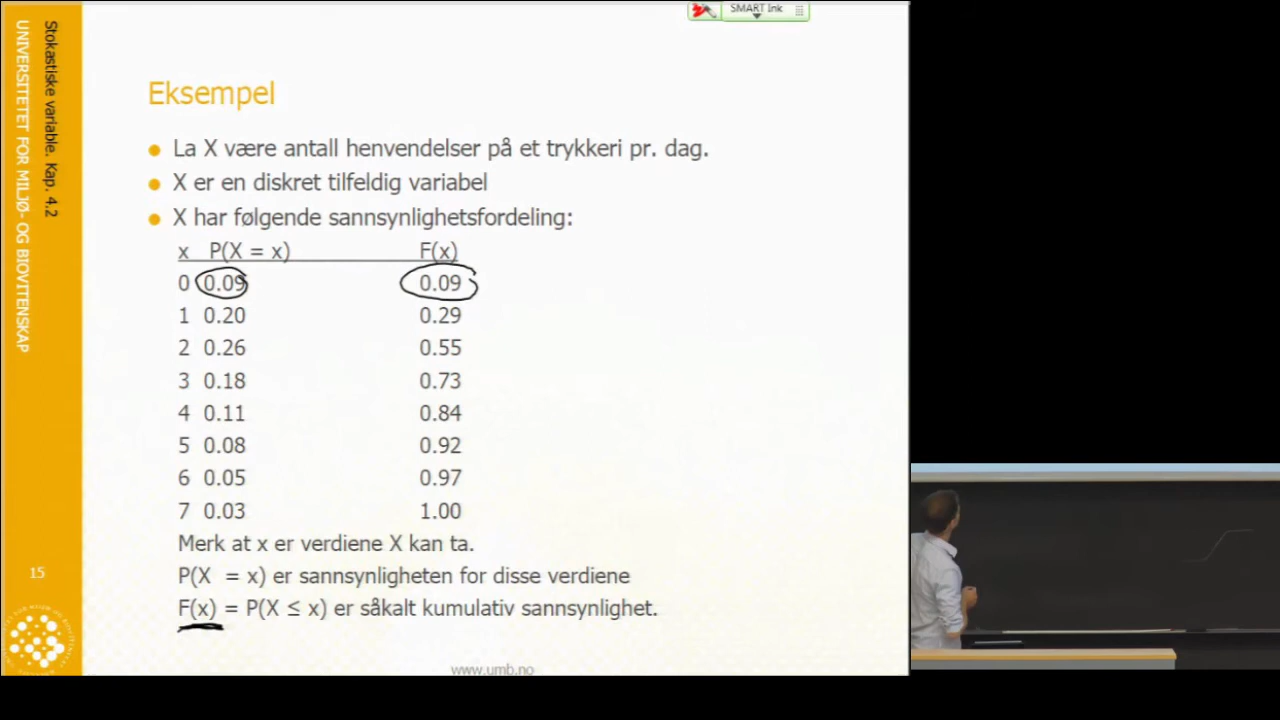 SMART Ink
Stokastiske variable. Kap. 4.2
UNIVERSITETET FOR MILJØ- OG BIOVITENSKAP
15
Eksempel
La X være antall henvendelser på et trykkeri pr. dag.
X er en diskret tilfeldig variabel
X har følgende sannsynlighetsfordeling:
x P(X = x) F(x)
0 0.09 0.09
1 0.20 0.29
2 0.26 0.55
3 0.18 0.73
4 0.11 0.84
5 0.08 0.92
6 0.05 0.97
7 0.03 1.00
Merk at x er verdiene X kan ta.
P(X = x) er sannsynligheten for disse verdiene
F(x) = P(X ≤ x) er såkalt kumulativ sannsynlighet.
www.umb.no